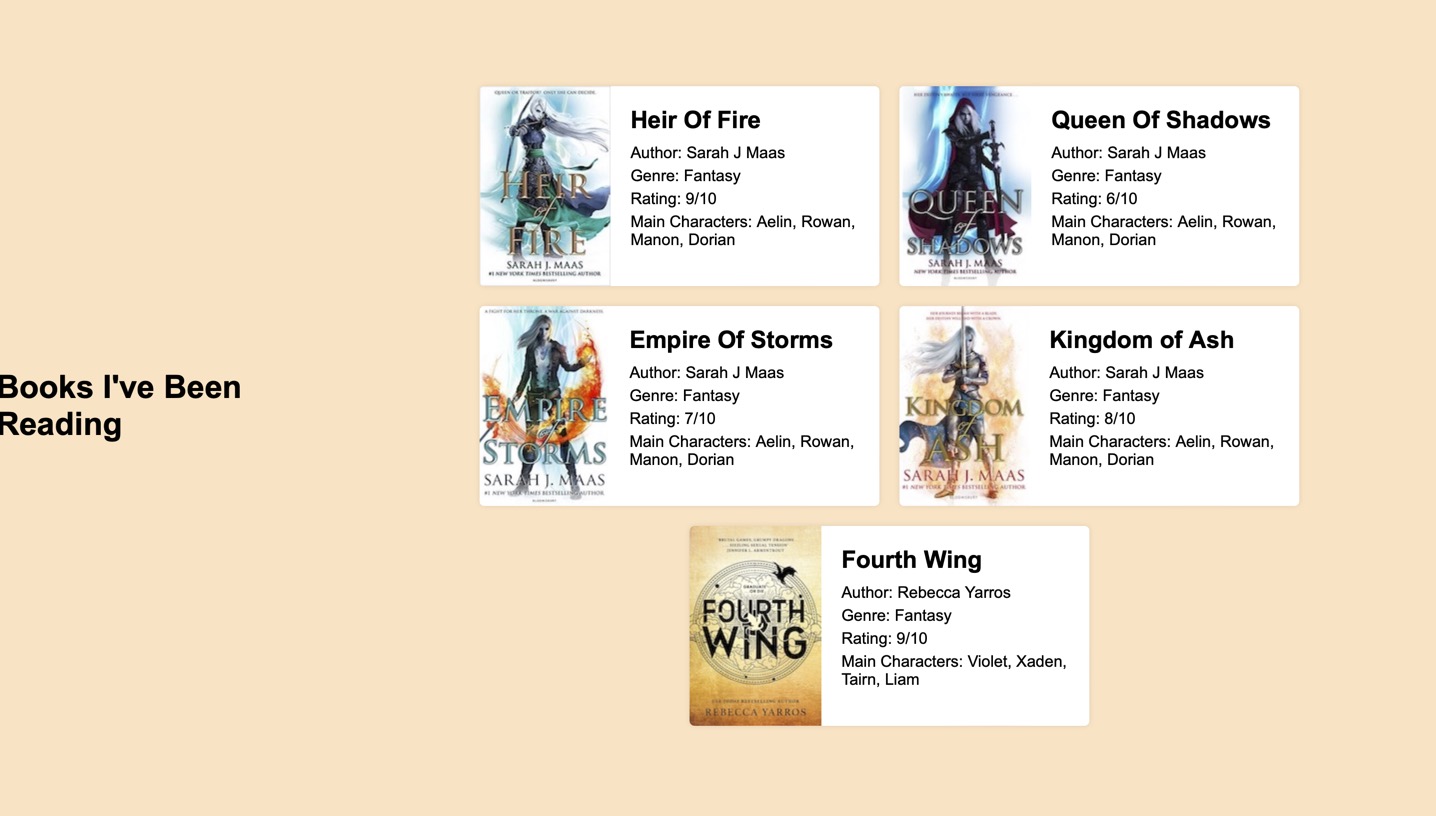 Books I've Been
Reading
QUEEN OR TRAITOR? ONLY SHE CAN DECIDE.
HEIR
of
FIRE
SARAH J. MAAS
#1 NEW YORK TIMES BESTSELLING AUTHOR
BLOOMSBURY
Heir Of Fire
Author: Sarah J Maas
Genre: Fantasy
Rating: 9/10
Main Characters: Aelin, Rowan,
Manon, Dorian
QUEEN
of
SHADOWS
SARAH J. MAAS
NEW YORK TIMES BESTSELLING AUTHOR
Queen Of Shadows
Author: Sarah J Maas
Genre: Fantasy
Rating: 6/10
Main Characters: Aelin, Rowan,
Manon, Dorian
A FIGHT FOR HER THRONE. A WAR AGAINST DARKNESS.
EMPIRE
of
STORMS
SARAH J. MAAS
#1 NEW YORK TIMES BESTSELLING AUTHOR
BLOOMSBURY
Empire Of Storms
Author: Sarah J Maas
Genre: Fantasy
Rating: 7/10
Main Characters: Aelin, Rowan,
Manon, Dorian
KINGDOM
of
ASH
SARAH J. MAAS
#1 NEW YORK TIMES BESTSELLING AUTHOR
BLOOMSBURY
Kingdom of Ash
Author: Sarah J Maas
Genre: Fantasy
Rating: 8/10
Main Characters: Aelin, Rowan,
Manon, Dorian
FOURTH
WING
REBECCA YARROS
Fourth Wing
Author: Rebecca Yarros
Genre: Fantasy
Rating: 9/10
Main Characters: Violet, Xaden,
Tairn, Liam